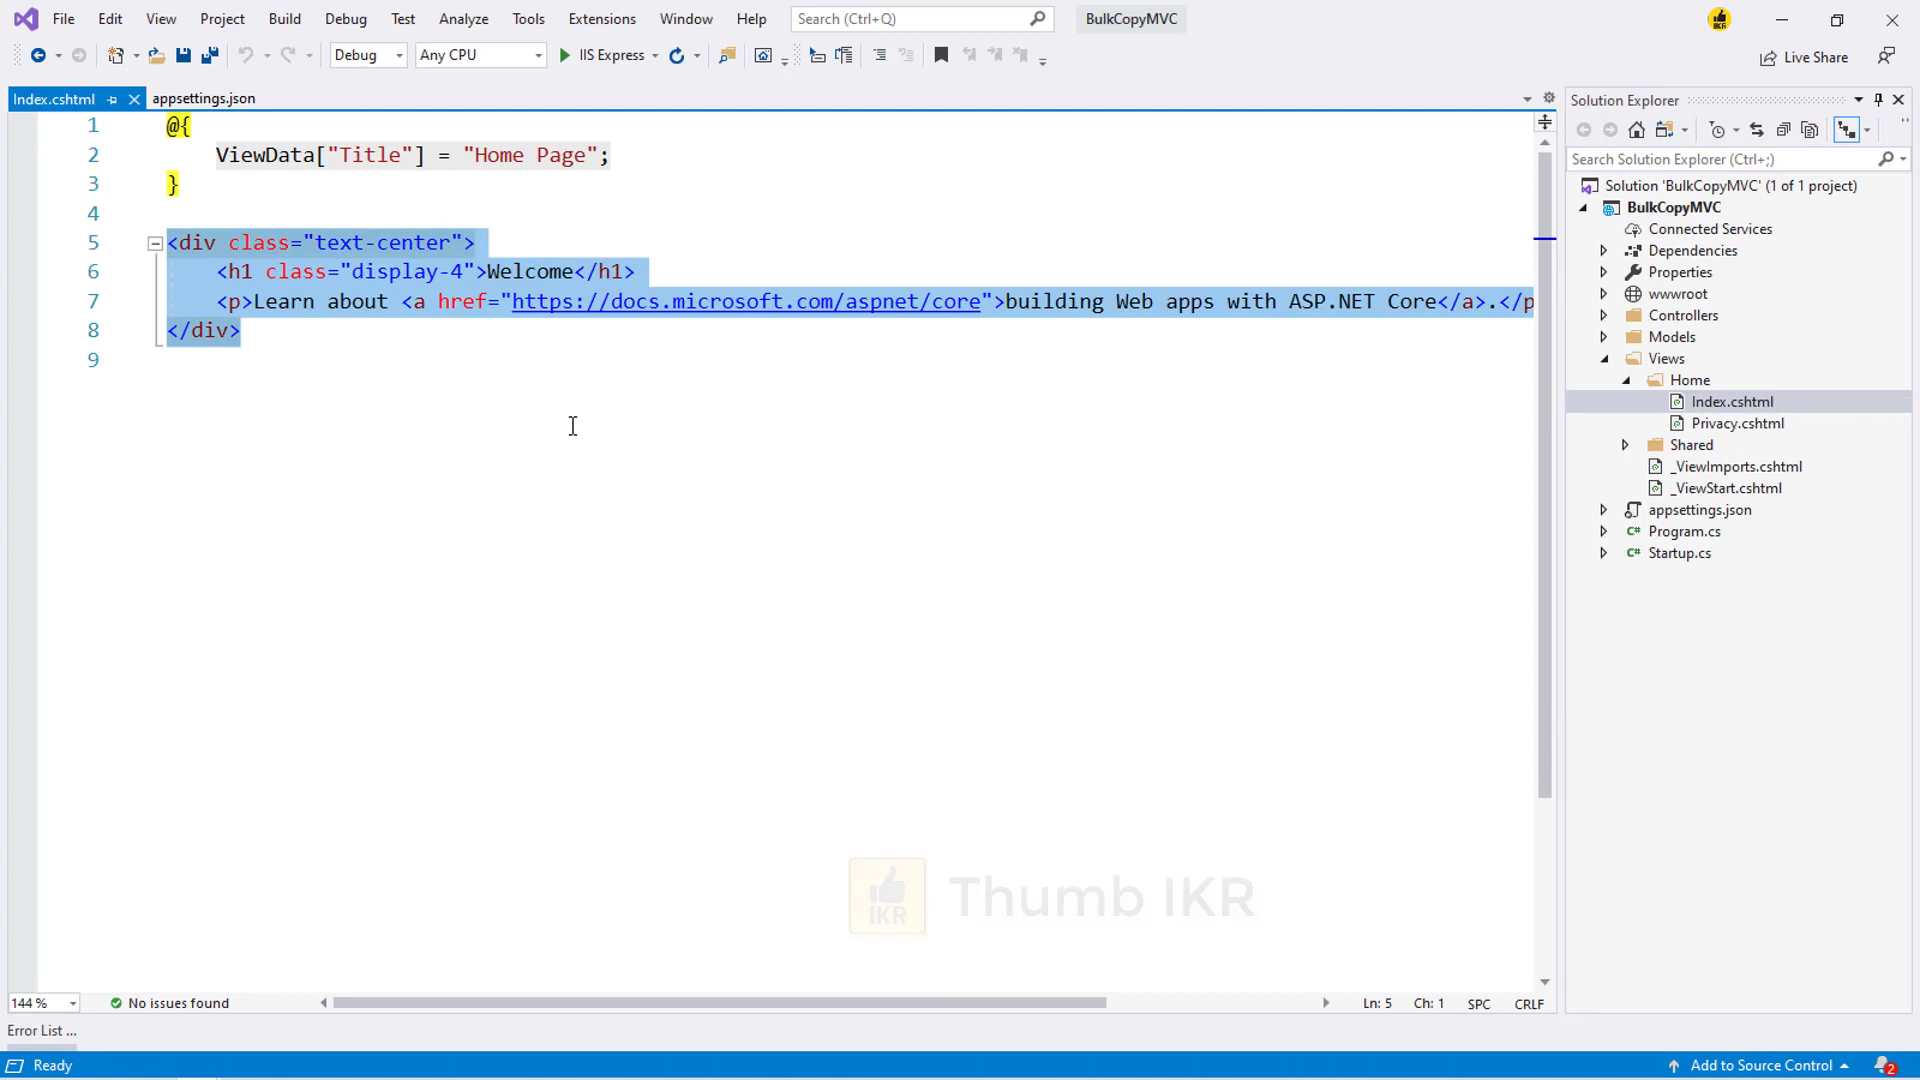 File Edit View Project Build Debug Test Analyze Tools Extensions Window Help Search (Ctrl+Q) BulkCopyMVC
Debug Any CPU IIS Express Live Share
Index.cshtml appsettings.json
1 @{
2 ViewData["Title"] = "Home Page";
3 }
4
5 <div class="text-center">
6 <h1 class="display-4">Welcome</h1>
7 <p>Learn about <a href="https://docs.microsoft.com/aspnet/core">building Web apps with ASP.NET Core</a>.</p
8 </div>
9
Solution Explorer
Search Solution Explorer (Ctrl+;)
Solution 'BulkCopyMVC' (1 of 1 project)
BulkCopyMVC
Connected Services
Dependencies
Properties
wwwroot
Controllers
Models
Views
Home
Index.cshtml
Privacy.cshtml
Shared
_ViewImports.cshtml
_ViewStart.cshtml
appsettings.json
C# Program.cs
C# Startup.cs
IKR Thumb IKR
144 % No issues found Ln: 5 Ch: 1 SPC CRLF
Error List ...
Ready Add to Source Control 2